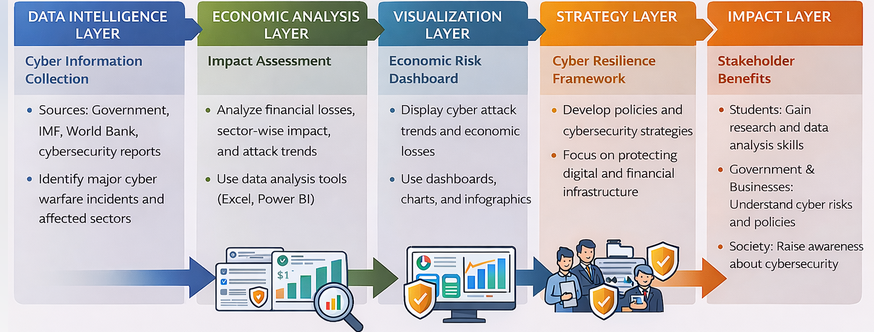 DATA INTELLIGENCE
LAYER
Cyber Information
Collection
• Sources: Government,
IMF, World Bank,
cybersecurity reports
• Identify major cyber
warfare incidents and
affected sectors
ECONOMIC ANALYSIS
LAYER
Impact Assessment
• Analyze financial losses,
sector-wise impact,
and attack trends
• Use data analysis tools
(Excel, Power BI)
$1
VISUALIZATION
LAYER
Economic Risk
Dashboard
• Display cyber attack
trends and economic
losses
• Use dashboards,
charts, and infographics
STRATEGY LAYER
Cyber Resilience
Framework
• Develop policies and
cybersecurity strategies
• Focus on protecting
digital and financial
infrastructure
IMPACT LAYER
Stakeholder
Benefits
• Students: Gain
research and data
analysis skills
• Government &
Businesses:
Understand cyber risks
and policies
• Society: Raise awareness
about cybersecurity